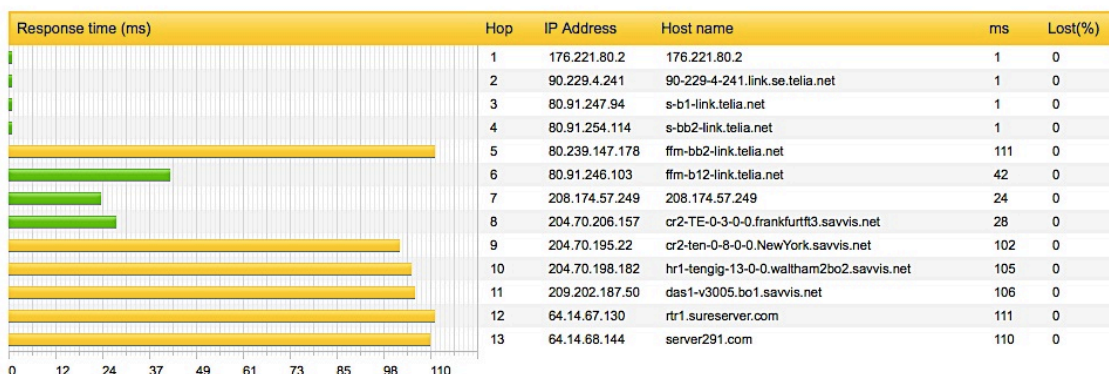 Response time (ms) Hop IP Address Host name ms Lost(%)
1 176.221.80.2 176.221.80.2 1 0
2 90.229.4.241 90-229-4-241.link.se.telia.net 1 0
3 80.91.247.94 s-b1-link.telia.net 1 0
4 80.91.254.114 s-bb2-link.telia.net 1 0
5 80.239.147.178 ffm-bb2-link.telia.net 111 0
6 80.91.246.103 ffm-b12-link.telia.net 42 0
7 208.174.57.249 208.174.57.249 24 0
8 204.70.206.157 cr2-TE-0-3-0-0.frankfurtft3.savvis.net 28 0
9 204.70.195.22 cr2-ten-0-8-0-0.NewYork.savvis.net 102 0
10 204.70.198.182 hr1-tengig-13-0-0.waltham2bo2.savvis.net 105 0
11 209.202.187.50 das1-v3005.bo1.savvis.net 106 0
12 64.14.67.130 rtr1.sureserver.com 111 0
13 64.14.68.144 server291.com 110 0
0 12 24 37 49 61 73 85 98 110